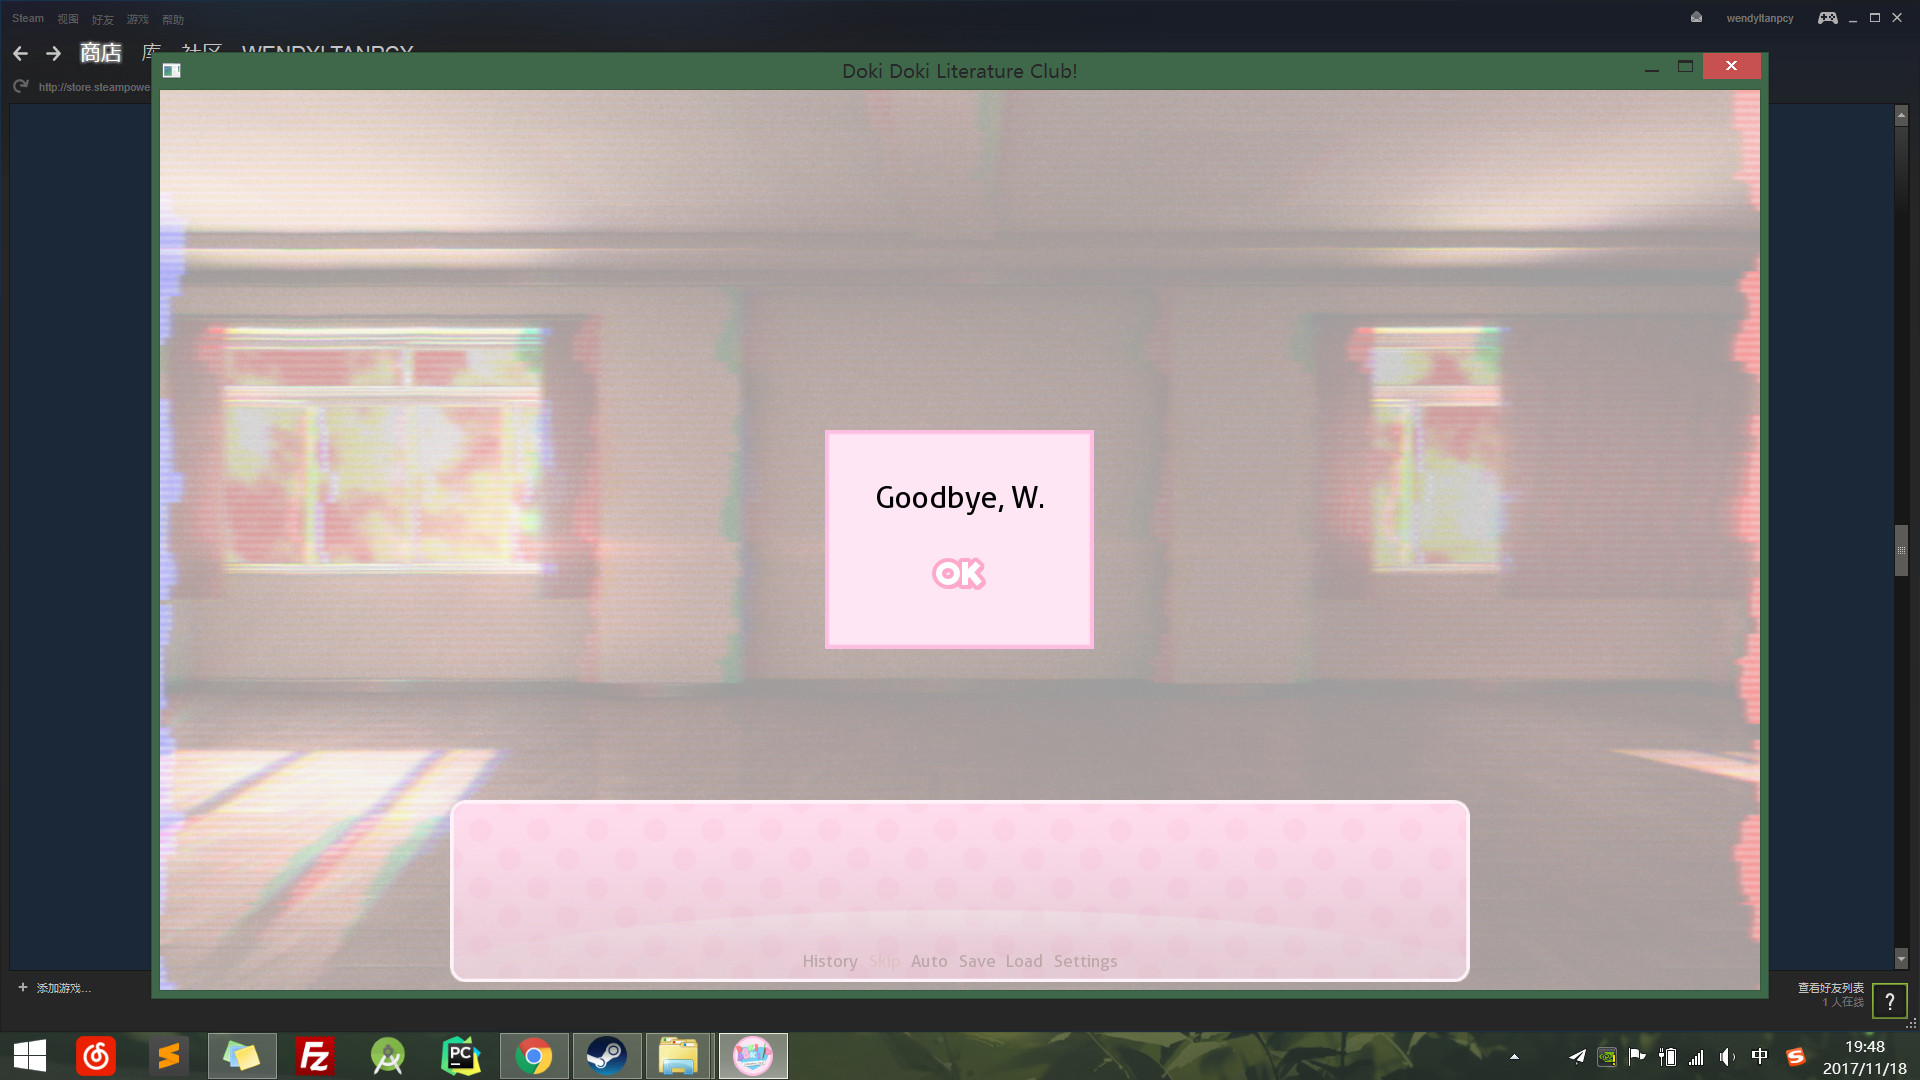 Steam 视图 好友 游戏 帮助
wendyltanpcy
商店 库 社区 WENDYLTANPCY
http://store.steampowe
Doki Doki Literature Club!
Goodbye, W.
OK
History Skip Auto Save Load Settings
添加游戏...
查看好友列表
1 人在线
?
Fz
PC
中
S
19:48
2017/11/18